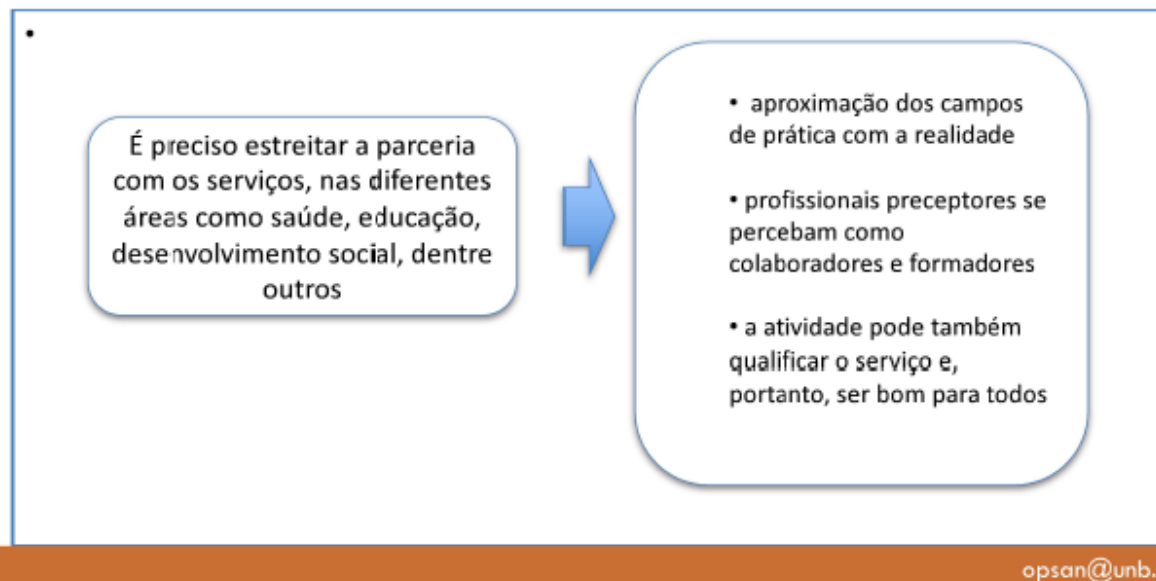 •
É preciso estreitar a parceria
com os serviços, nas diferentes
áreas como saúde, educação,
desenvolvimento social, dentre
outros
• aproximação dos campos
de prática com a realidade
• profissionais preceptores se
percebam como
colaboradores e formadores
• a atividade pode também
qualificar o serviço e,
portanto, ser bom para todos
opsan@unb.